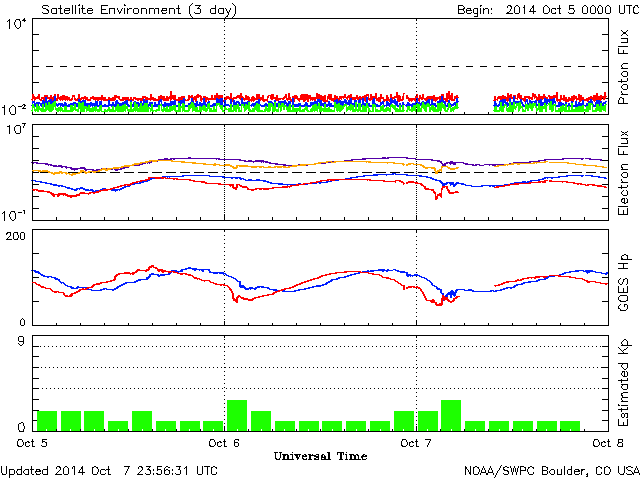 Satellite Environment (3 day) Begin: 2014 Oct 5 0000 UTC
10^4
Proton Flux
10^-2
10^7
Electron Flux
10^-1
200
GOES Hp
0
9
Estimated Kp
0
Oct 5 Oct 6 Oct 7 Oct 8
Universal Time
Updated 2014 Oct 7 23:56:31 UTC NOAA/SWPC Boulder, CO USA